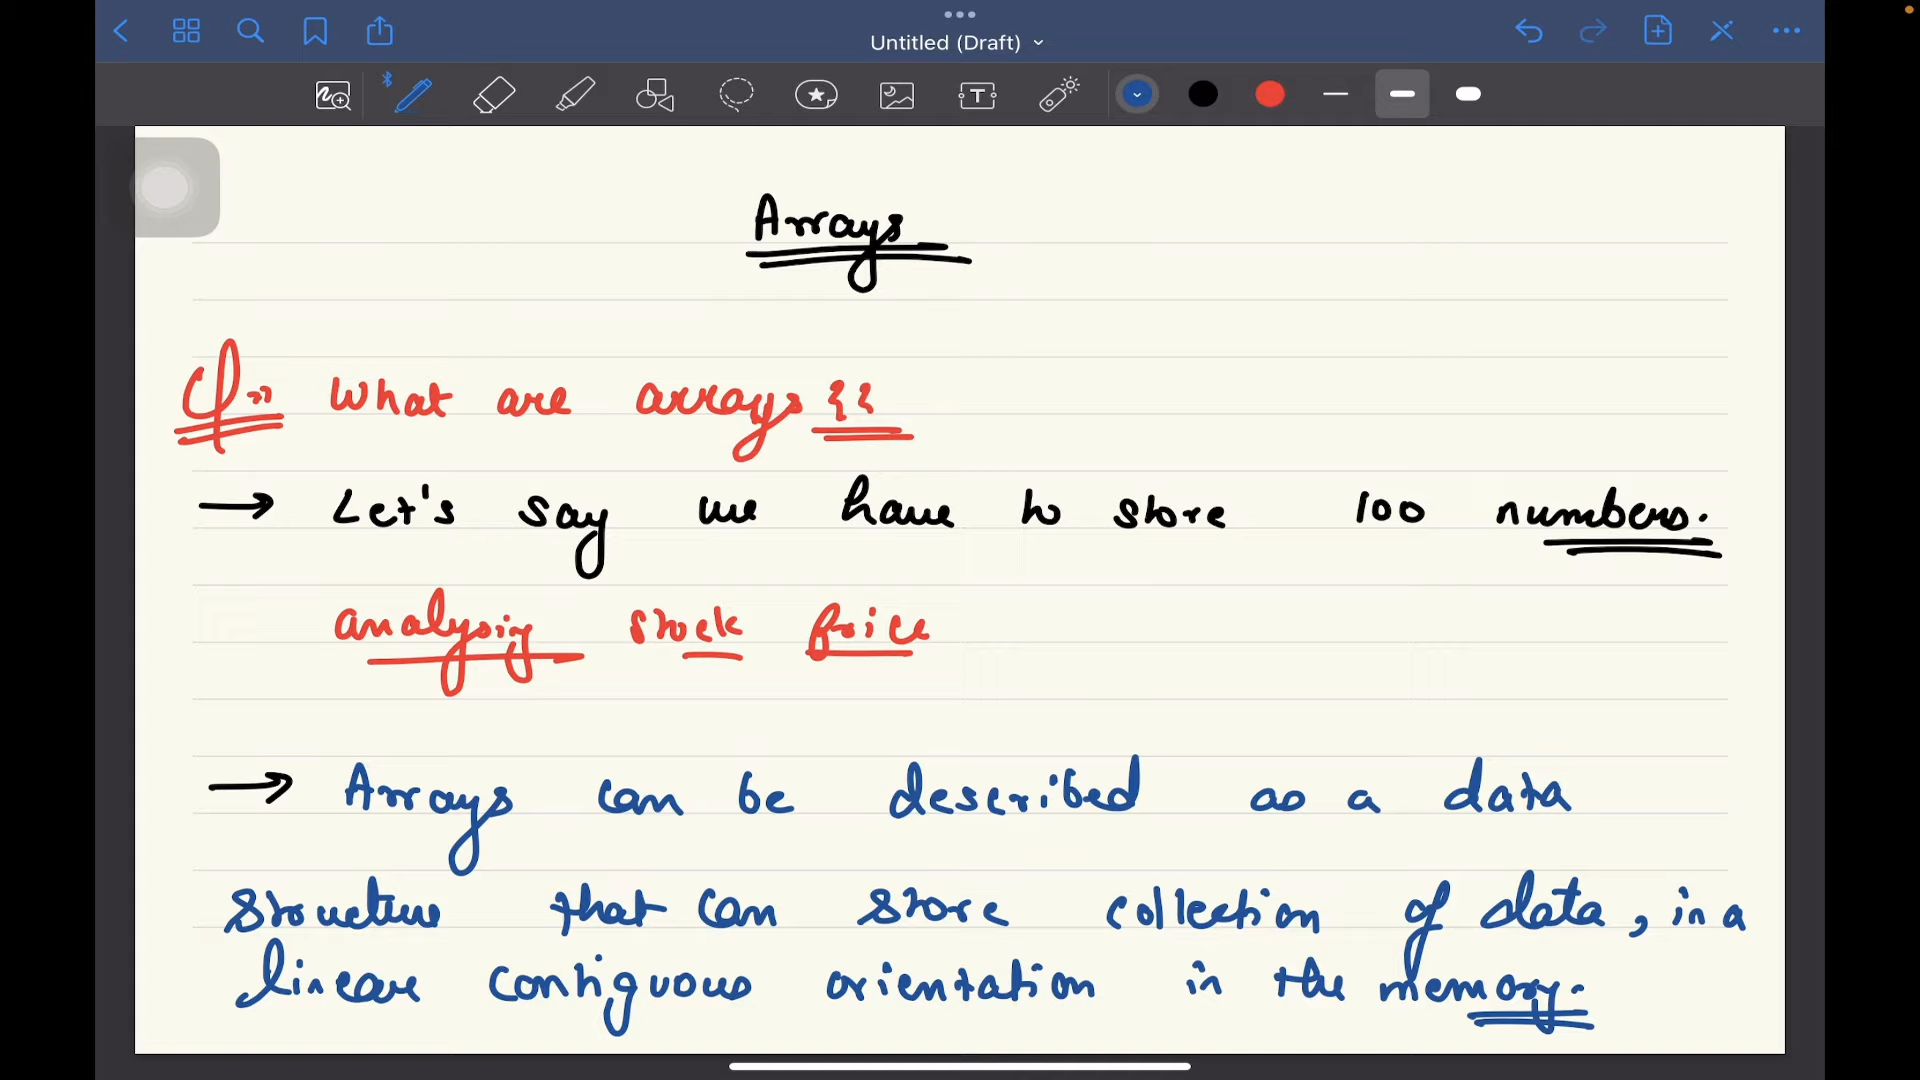 Untitled (Draft)
Arrays
Q>> What are arrays {{
→ Let's say we have to store 100 numbers.
analysing stock price
→ Arrays can be described as a data
structure that can store collection of data, in a
linear contiguous orientation in the memory.